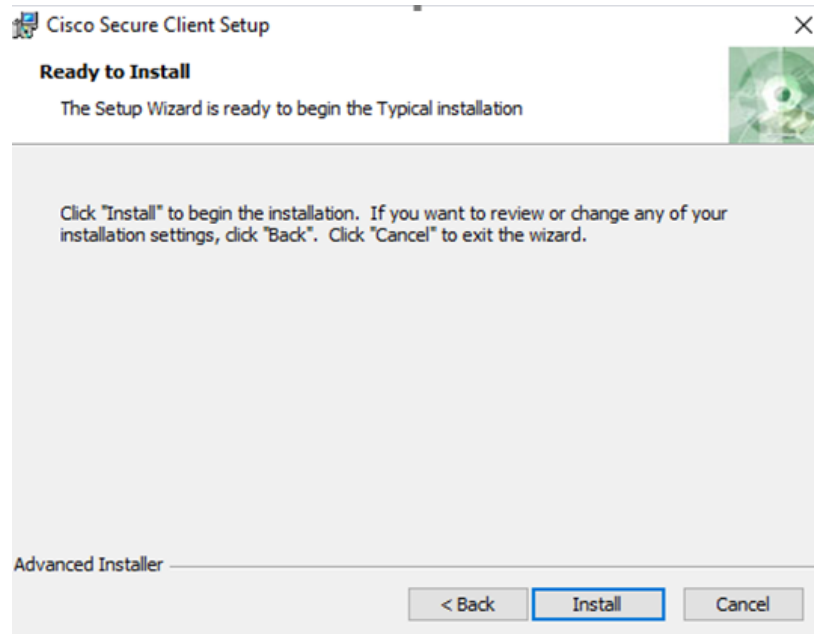 Cisco Secure Client Setup
Ready to Install
The Setup Wizard is ready to begin the Typical installation
Click "Install" to begin the installation.  If you want to review or change any of your
installation settings, click "Back".  Click "Cancel" to exit the wizard.
Advanced Installer
< Back
Install
Cancel